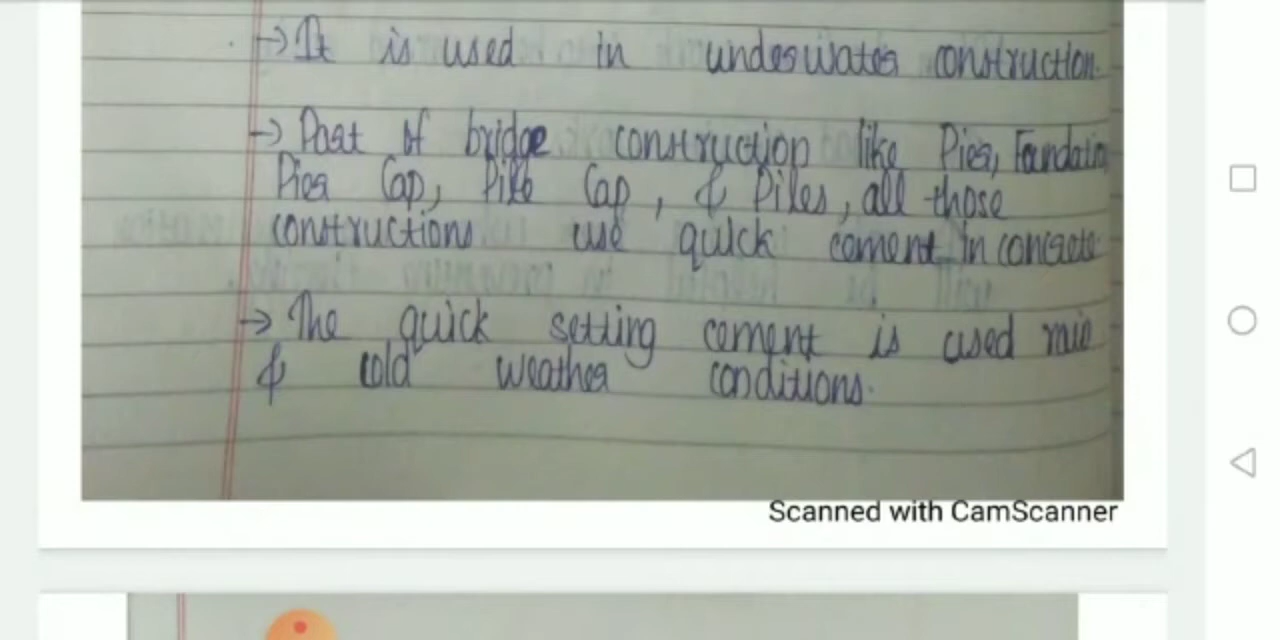 → It is used in underwater construction.
→ Part of bridge construction like Pier, Foundain
Pier Cap, Pile Cap, & Piles, all those
constructions use quick cement in concrete
→ The quick setting cement is used rain
& cold weather conditions.
Scanned with CamScanner